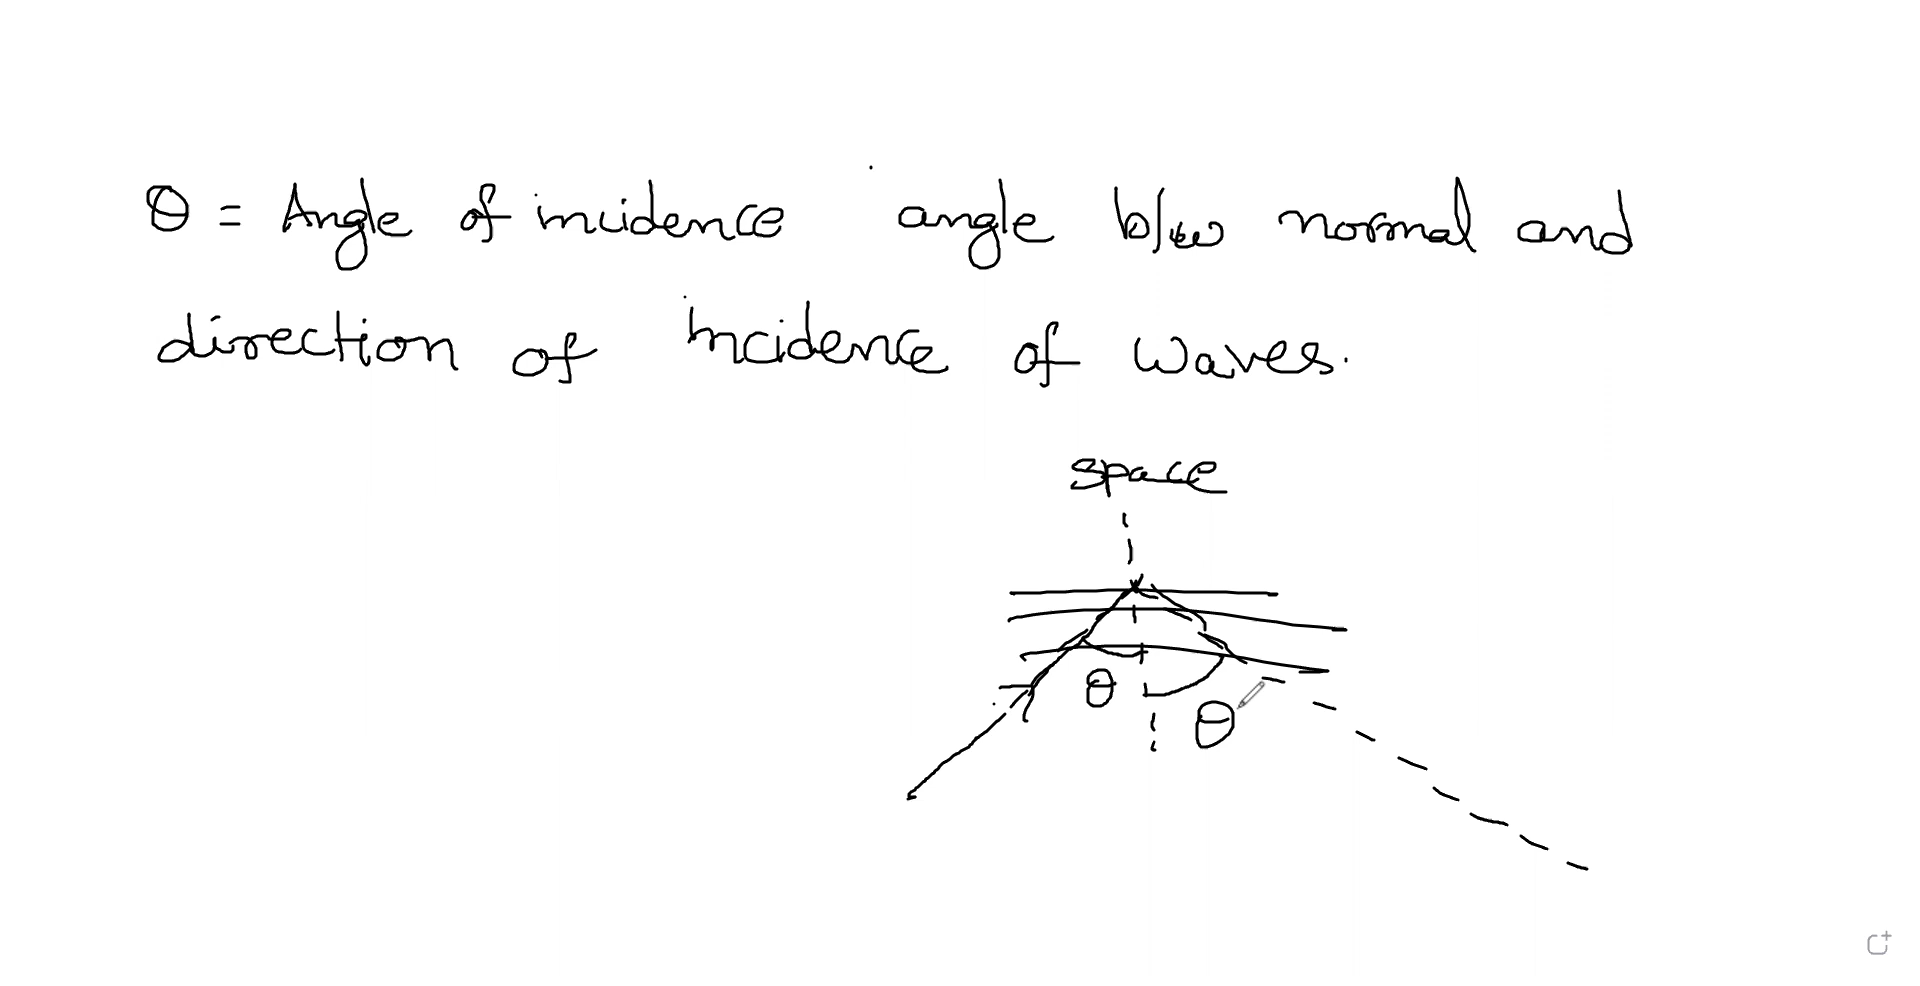 θ = Angle of incidence angle b/w normal and
direction of incidence of waves.
space
θ
θ